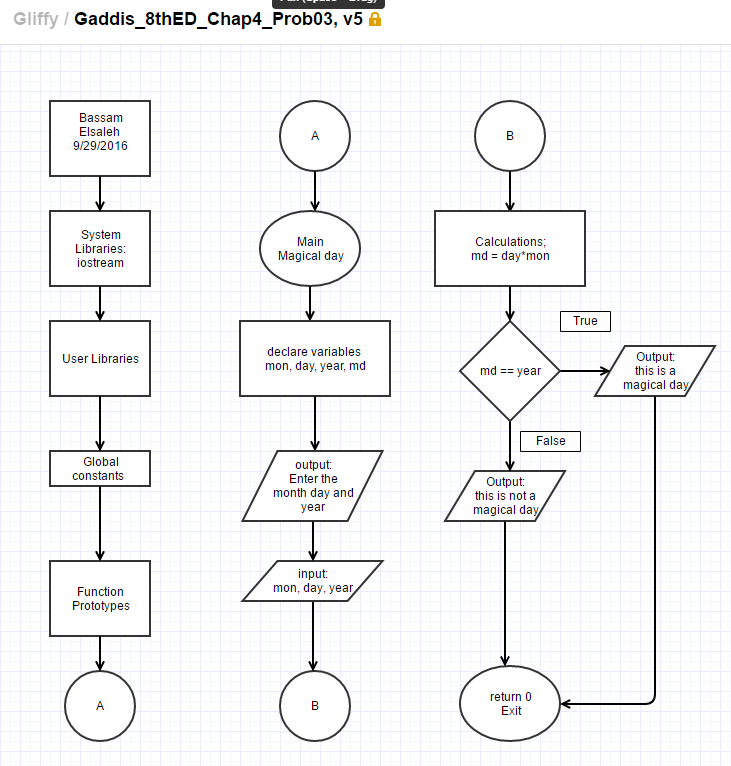 Gliffy / Gaddis_8thED_Chap4_Prob03, v5
Bassam
Elsaleh
9/29/2016
System
Libraries:
iostream
User Libraries
Global
constants
Function
Prototypes
A
A
Main
Magical day
declare variables
mon, day, year, md
output:
Enter the
month day and
year
input:
mon, day, year
B
B
Calculations;
md = day*mon
md == year
True
Output:
this is a
magical day
False
Output:
this is not a
magical day
return 0
Exit